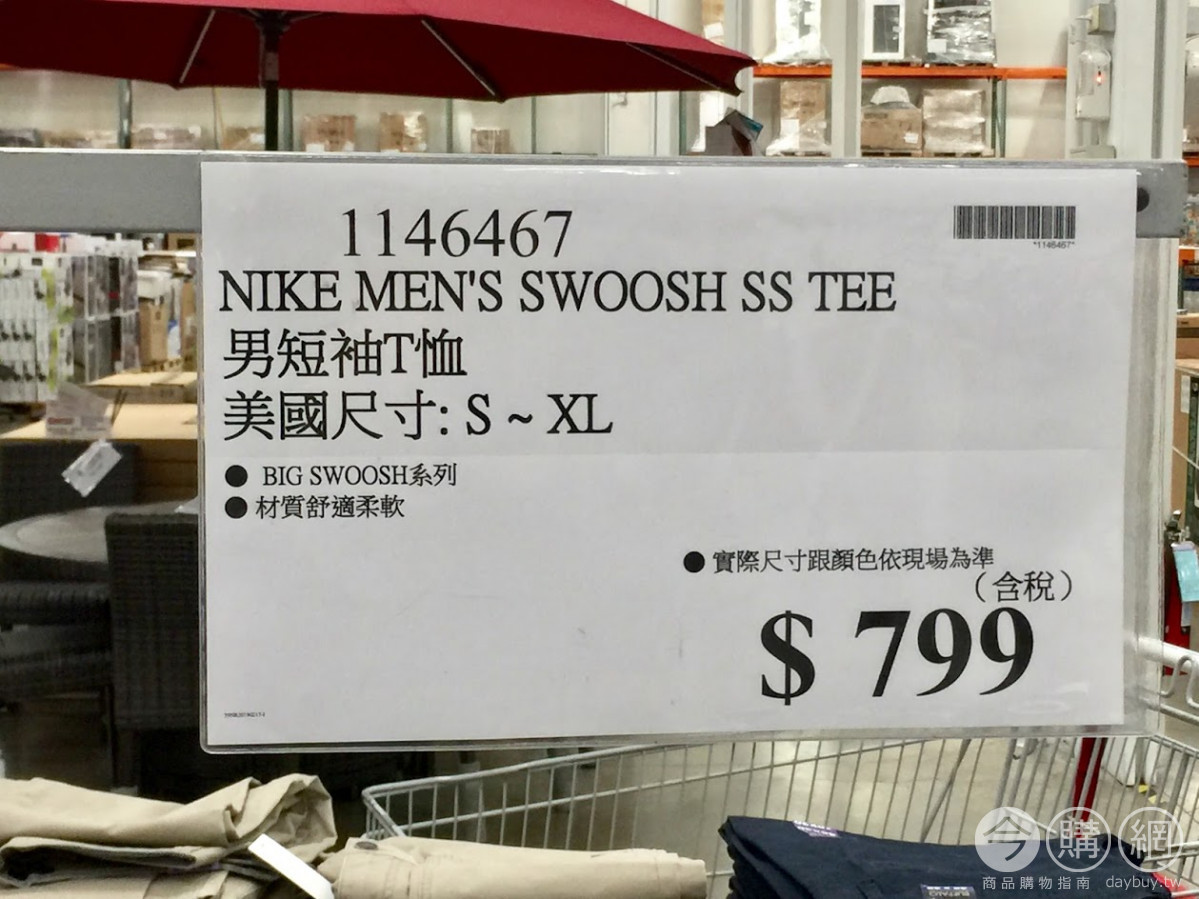 1146467
*1146467*
NIKE MEN'S SWOOSH SS TEE
男短袖T恤
美國尺寸: S ~ XL
● BIG SWOOSH系列
● 材質舒適柔軟
● 實際尺寸跟顏色依現場為準
（含稅）
$ 799
今購網
商品購物指南 daybuy.tw